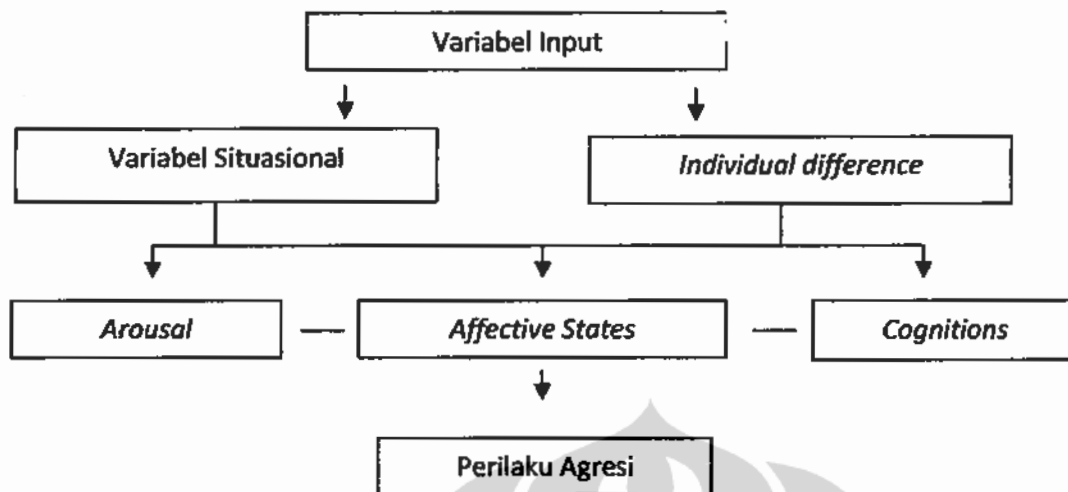 Variabel Input
Variabel Situasional
Individual difference
Arousal
Affective States
Cognitions
Perilaku Agresi